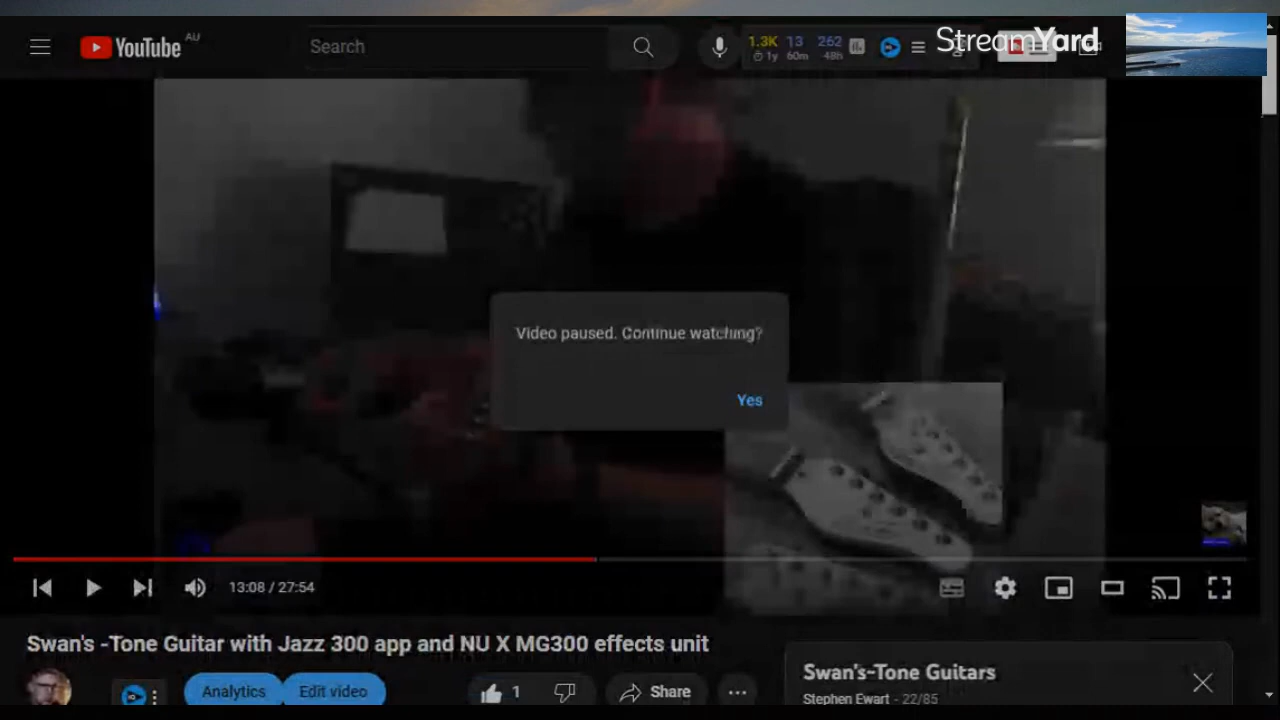 YouTube AU
Search
1.3K 13 262
1y 60m 48h
StreamYard
Video paused. Continue watching?
Yes
13:08 / 27:54
Swan's -Tone Guitar with Jazz 300 app and NU X MG300 effects unit
Analytics
Edit video
1
Share
Swan's-Tone Guitars
Stephen Ewart - 22/85